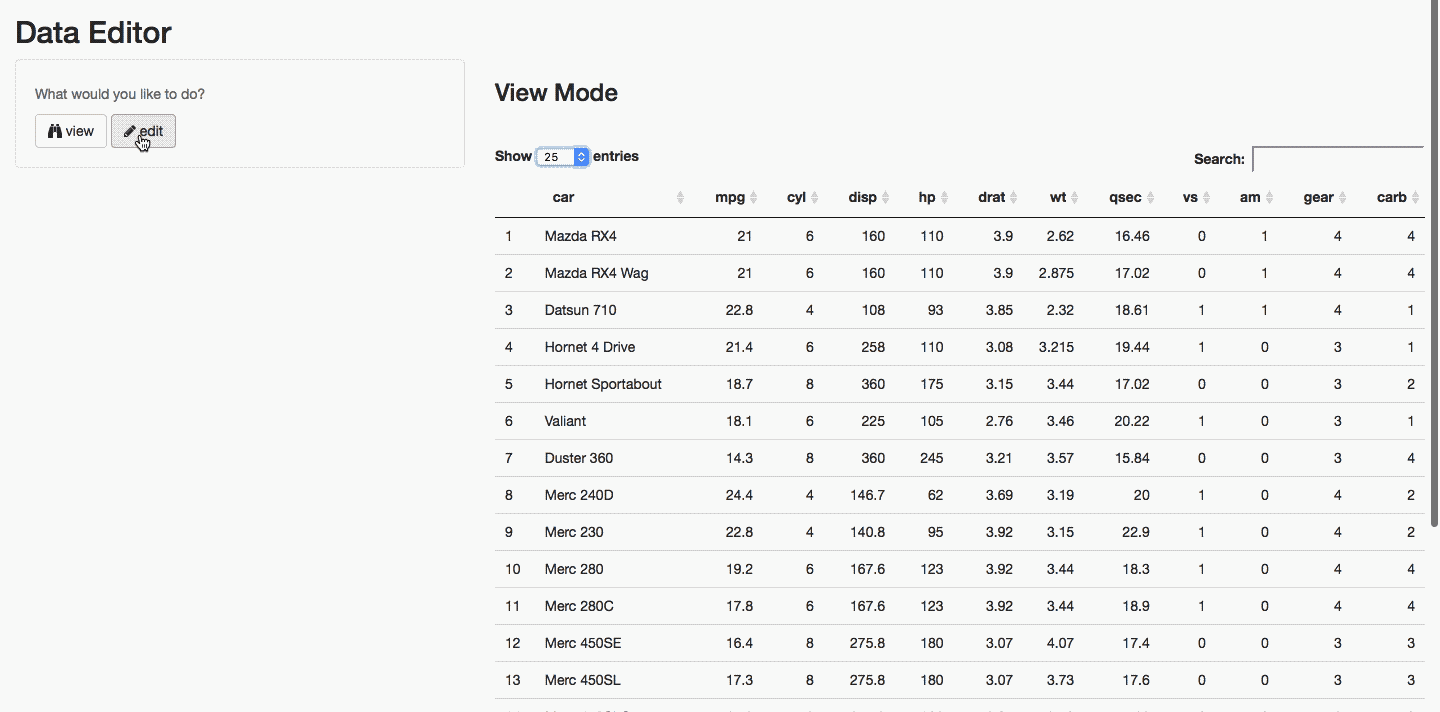 Data Editor
What would you like to do?
view edit
View Mode
Show 25 entries Search:
car mpg cyl disp hp drat wt qsec vs am gear carb
1 Mazda RX4 21 6 160 110 3.9 2.62 16.46 0 1 4 4
2 Mazda RX4 Wag 21 6 160 110 3.9 2.875 17.02 0 1 4 4
3 Datsun 710 22.8 4 108 93 3.85 2.32 18.61 1 1 4 1
4 Hornet 4 Drive 21.4 6 258 110 3.08 3.215 19.44 1 0 3 1
5 Hornet Sportabout 18.7 8 360 175 3.15 3.44 17.02 0 0 3 2
6 Valiant 18.1 6 225 105 2.76 3.46 20.22 1 0 3 1
7 Duster 360 14.3 8 360 245 3.21 3.57 15.84 0 0 3 4
8 Merc 240D 24.4 4 146.7 62 3.69 3.19 20 1 0 4 2
9 Merc 230 22.8 4 140.8 95 3.92 3.15 22.9 1 0 4 2
10 Merc 280 19.2 6 167.6 123 3.92 3.44 18.3 1 0 4 4
11 Merc 280C 17.8 6 167.6 123 3.92 3.44 18.9 1 0 4 4
12 Merc 450SE 16.4 8 275.8 180 3.07 4.07 17.4 0 0 3 3
13 Merc 450SL 17.3 8 275.8 180 3.07 3.73 17.6 0 0 3 3